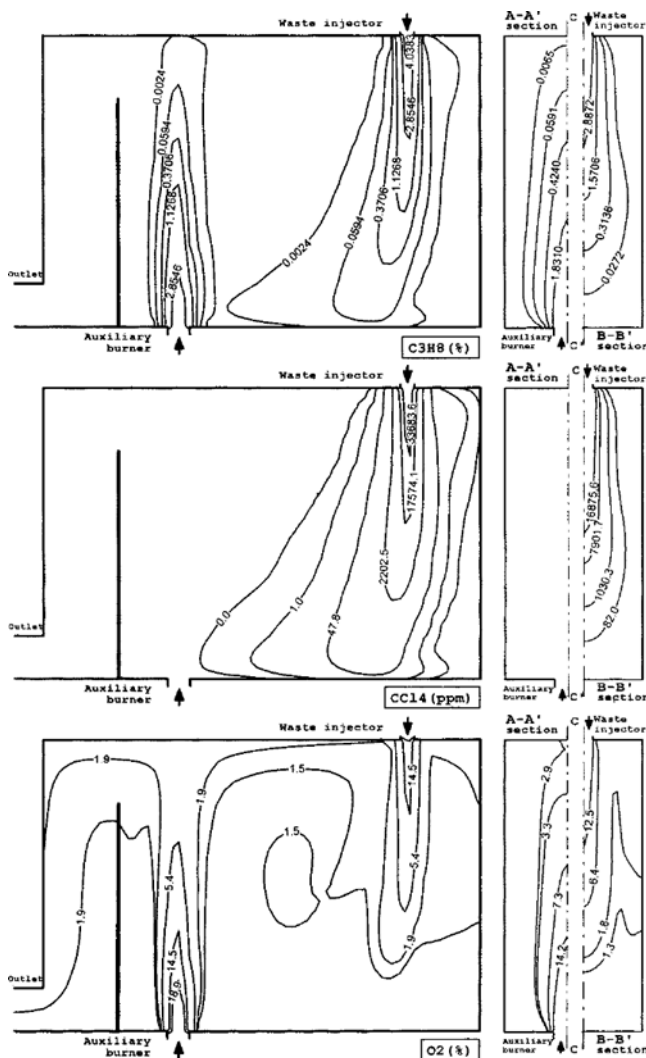 Waste injector
A-A'
section
C
Waste
injector
4.0383
2.8546
1.1268
0.3706
0.0594
0.0024
0.0024
0.0594
0.3706
1.1268
2.8546
0.0065
0.0591
0.4240
1.8310
2.8872
1.5706
0.3136
0.0272
Outlet
Auxiliary
burner
C3H8(%)
Auxiliary
burner
C
B-B'
section
Waste injector
A-A'
section
C
Waste
injector
33683.6
17574.1
2202.5
47.8
1.0
0.0
16875.6
7901.7
1030.3
82.0
Outlet
Auxiliary
burner
CCl4(ppm)
Auxiliary
burner
C
B-B'
section
Waste injector
A-A'
section
C
Waste
injector
1.9
1.9
1.5
14.5
1.5
5.4
5.4
1.9
1.9
14.5
18.9
2.9
3.3
7.3
14.2
12.5
6.4
1.8
1.3
Outlet
Auxiliary
burner
O2(%)
Auxiliary
burner
C
B-B'
section